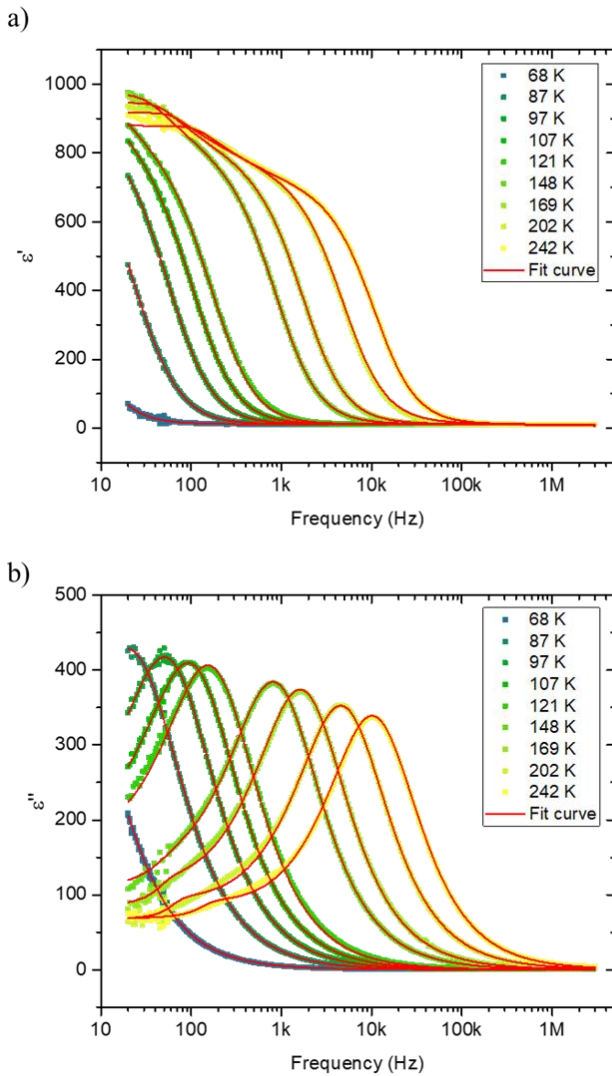 a)
1000
800
600
400
200
0
ε'
10
100
1k
10k
100k
1M
Frequency (Hz)
68 K
87 K
97 K
107 K
121 K
148 K
169 K
202 K
242 K
Fit curve
b)
500
400
300
200
100
0
ε"
10
100
1k
10k
100k
1M
Frequency (Hz)
68 K
87 K
97 K
107 K
121 K
148 K
169 K
202 K
242 K
Fit curve